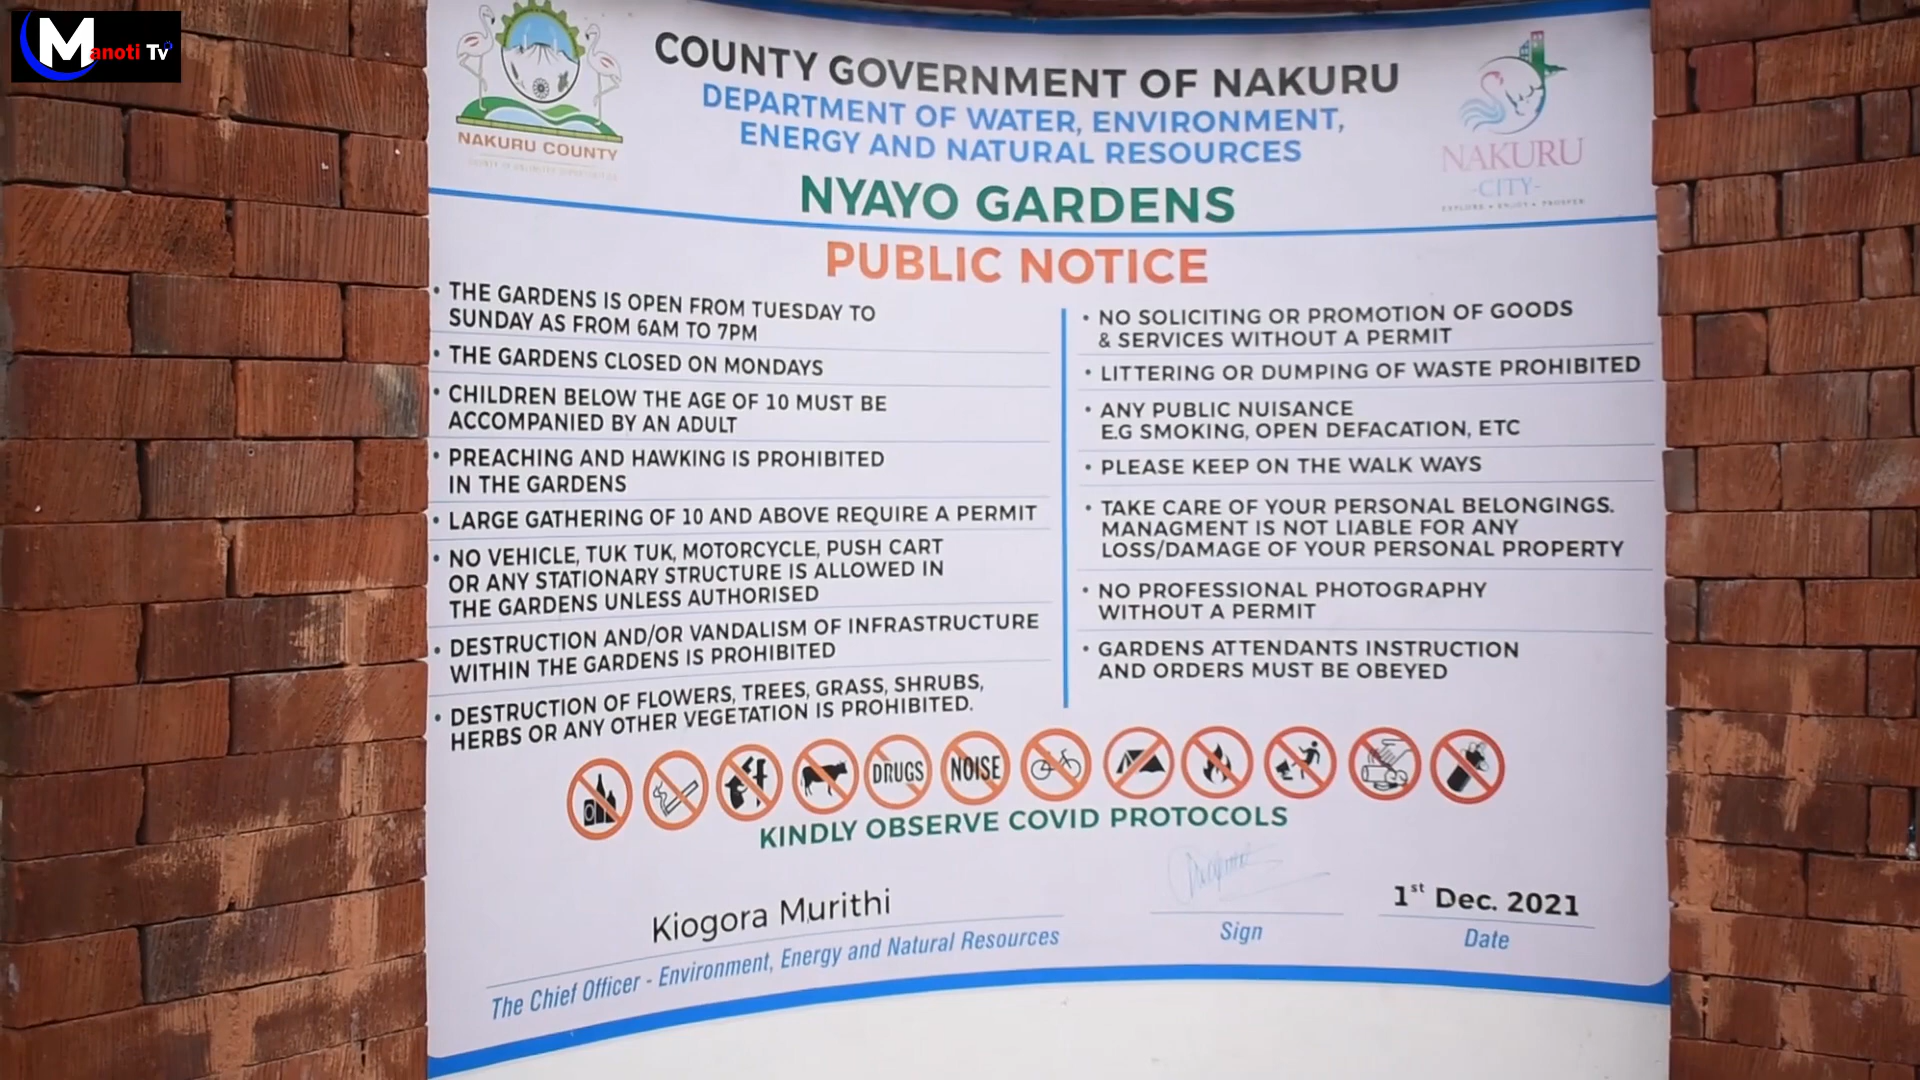 Manoti Tv
NAKURU COUNTY
COUNTY GOVERNMENT OF NAKURU
DEPARTMENT OF WATER, ENVIRONMENT,
ENERGY AND NATURAL RESOURCES
NYAYO GARDENS
NAKURU
-CITY-
EXPLORE • ENJOY • PROSPER
PUBLIC NOTICE
• THE GARDENS IS OPEN FROM TUESDAY TO
SUNDAY AS FROM 6AM TO 7PM
• THE GARDENS CLOSED ON MONDAYS
• CHILDREN BELOW THE AGE OF 10 MUST BE
ACCOMPANIED BY AN ADULT
• PREACHING AND HAWKING IS PROHIBITED
IN THE GARDENS
• LARGE GATHERING OF 10 AND ABOVE REQUIRE A PERMIT
• NO VEHICLE, TUK TUK, MOTORCYCLE, PUSH CART
OR ANY STATIONARY STRUCTURE IS ALLOWED IN
THE GARDENS UNLESS AUTHORISED
• DESTRUCTION AND/OR VANDALISM OF INFRASTRUCTURE
WITHIN THE GARDENS IS PROHIBITED
• DESTRUCTION OF FLOWERS, TREES, GRASS, SHRUBS,
HERBS OR ANY OTHER VEGETATION IS PROHIBITED.
• NO SOLICITING OR PROMOTION OF GOODS
& SERVICES WITHOUT A PERMIT
• LITTERING OR DUMPING OF WASTE PROHIBITED
• ANY PUBLIC NUISANCE
E.G SMOKING, OPEN DEFACATION, ETC
• PLEASE KEEP ON THE WALK WAYS
• TAKE CARE OF YOUR PERSONAL BELONGINGS.
MANAGMENT IS NOT LIABLE FOR ANY
LOSS/DAMAGE OF YOUR PERSONAL PROPERTY
• NO PROFESSIONAL PHOTOGRAPHY
WITHOUT A PERMIT
• GARDENS ATTENDANTS INSTRUCTION
AND ORDERS MUST BE OBEYED
DRUGS NOISE
KINDLY OBSERVE COVID PROTOCOLS
Kiogora Murithi
The Chief Officer - Environment, Energy and Natural Resources
Sign
1st Dec. 2021
Date